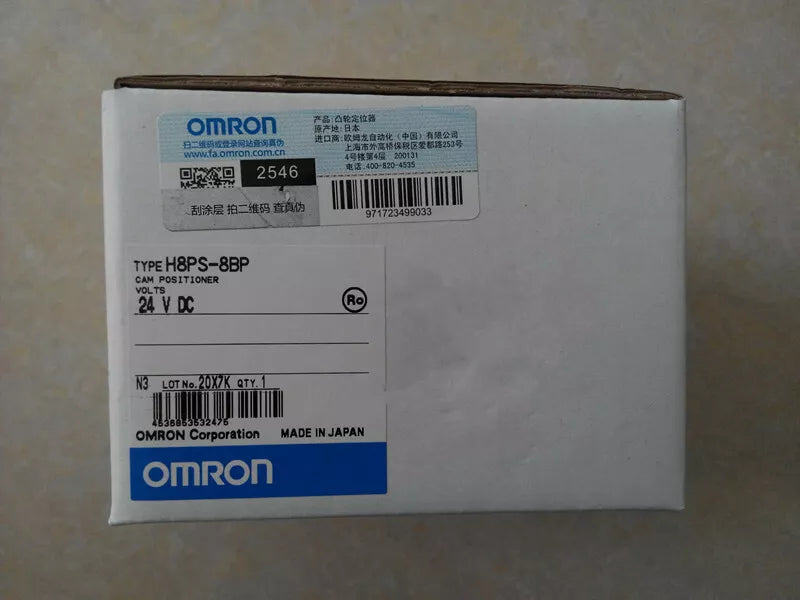 OMRON
扫二维码或登录网站查询真伪
www.fa.omron.com.cn
2546
刮涂层 拍二维码 查真伪
产品:凸轮定位器
原产地:日本
进口商:欧姆龙自动化(中国)有限公司
上海市外高桥保税区爱都路253号
4号楼第4层 200131
电话:400-820-4535
971723499033
TYPE H8PS-8BP
CAM POSITIONER
VOLTS
24 V DC
Ro
N3 LOT No. 20X7K QTY. 1
4536853532475
OMRON Corporation MADE IN JAPAN
OMRON